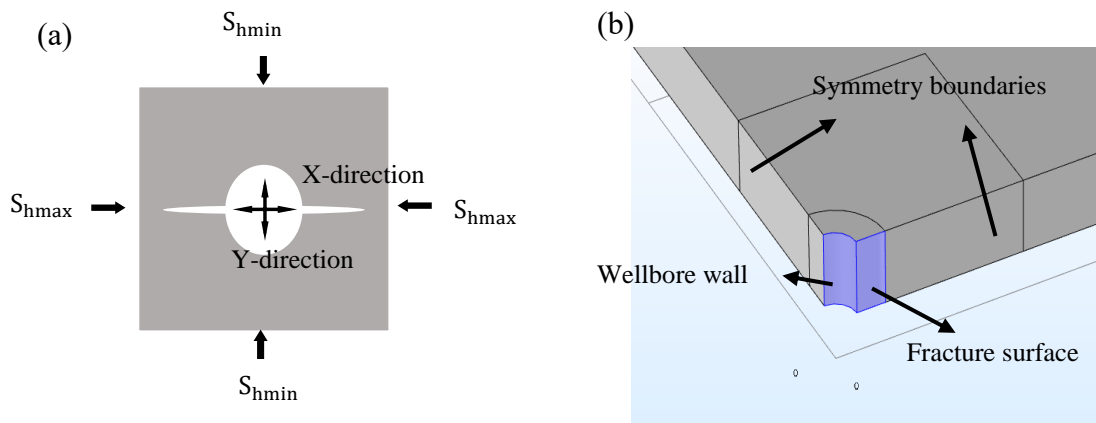 (a)
S_hmin
X-direction
S_hmax
S_hmax
Y-direction
S_hmin
(b)
Symmetry boundaries
Wellbore wall
Fracture surface